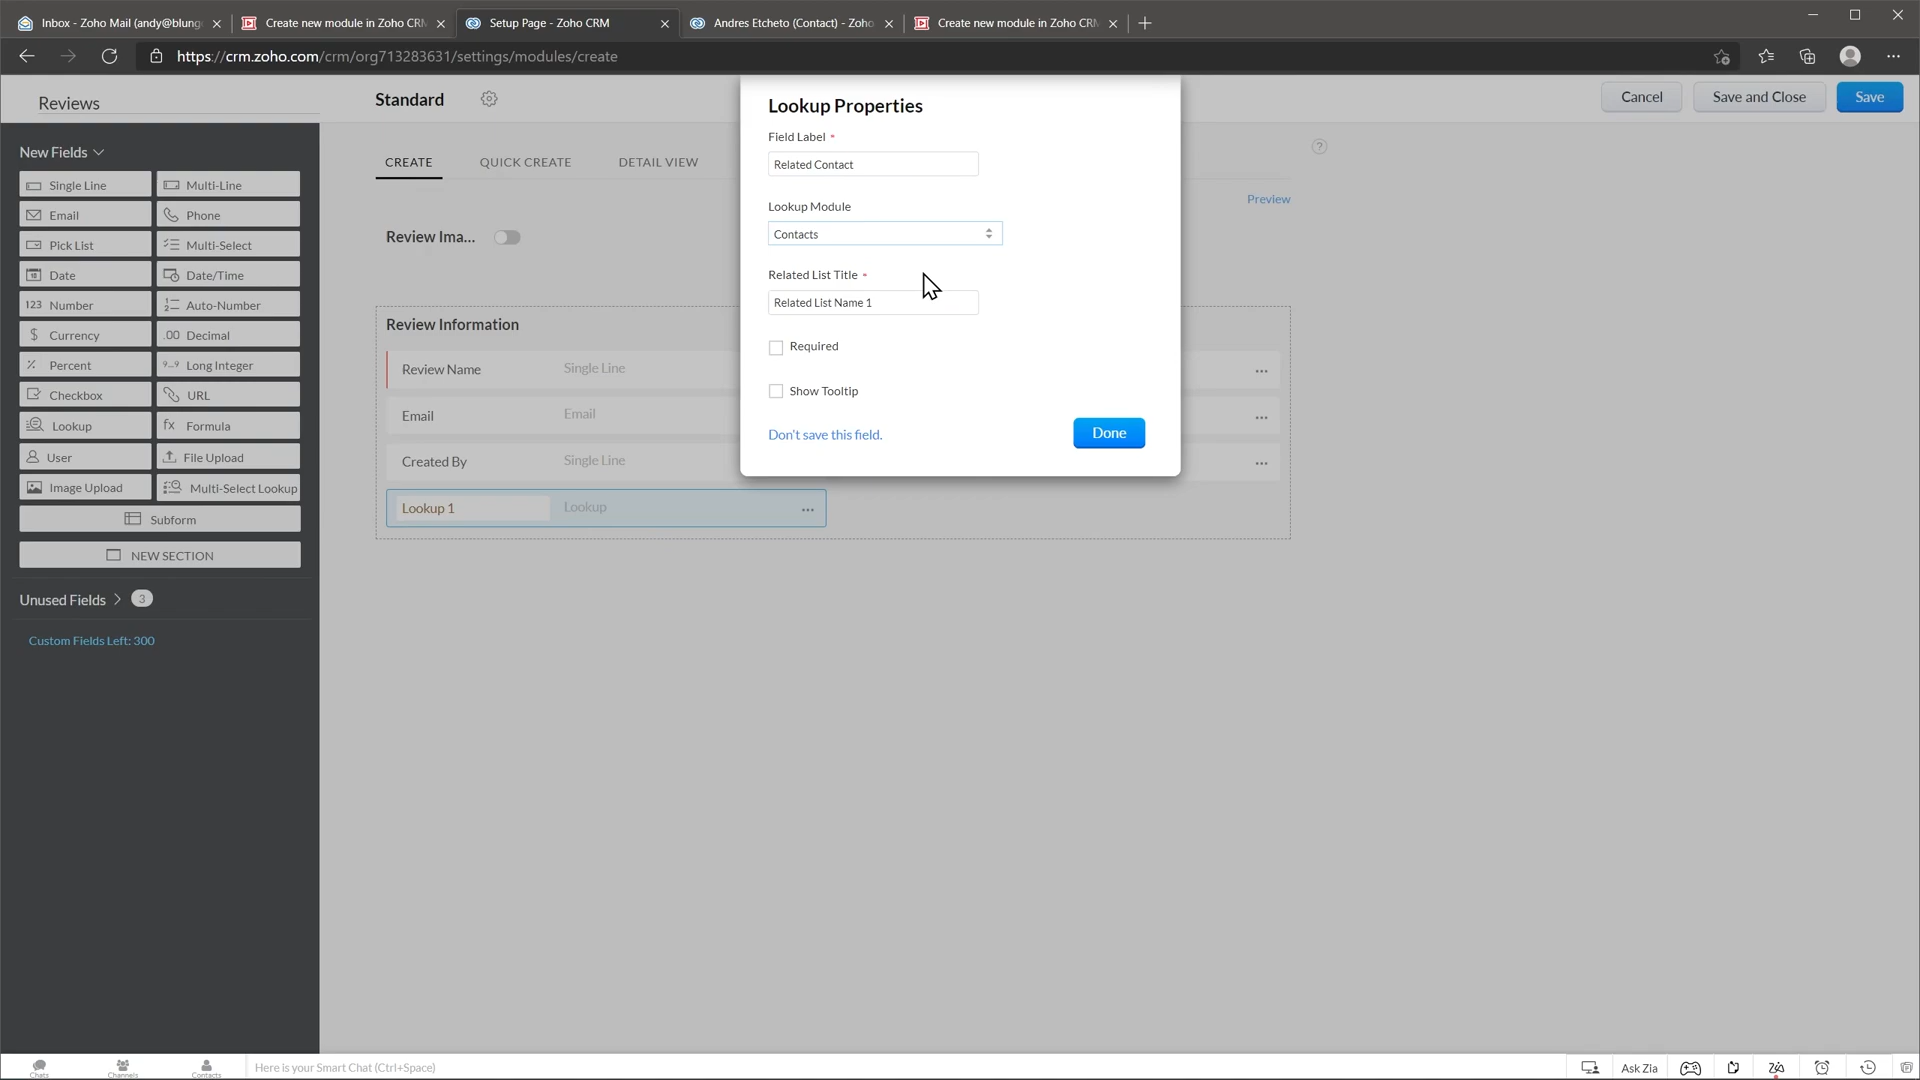 Inbox - Zoho Mail (andy@blung
Create new module in Zoho CRM
Setup Page - Zoho CRM
Andres Etcheto (Contact) - Zoho
Create new module in Zoho CRM
https://crm.zoho.com/crm/org713283631/settings/modules/create
Reviews
Standard
Cancel
Save and Close
Save
New Fields
Single Line
Multi-Line
Email
Phone
Pick List
Multi-Select
Date
Date/Time
123 Number
Auto-Number
$ Currency
.00 Decimal
% Percent
Long Integer
Checkbox
URL
Lookup
fx Formula
User
File Upload
Image Upload
Multi-Select Lookup
Subform
NEW SECTION
Unused Fields > 3
Custom Fields Left: 300
CREATE
QUICK CREATE
DETAIL VIEW
?
Preview
Review Ima...
Review Information
Review Name Single Line ...
Email Email ...
Created By Single Line ...
Lookup 1 Lookup ...
Lookup Properties
Field Label *
Related Contact
Lookup Module
Contacts
Related List Title *
Related List Name 1
Required
Show Tooltip
Don't save this field.
Done
Chats
Channels
Contacts
Here is your Smart Chat (Ctrl+Space)
Ask Zia